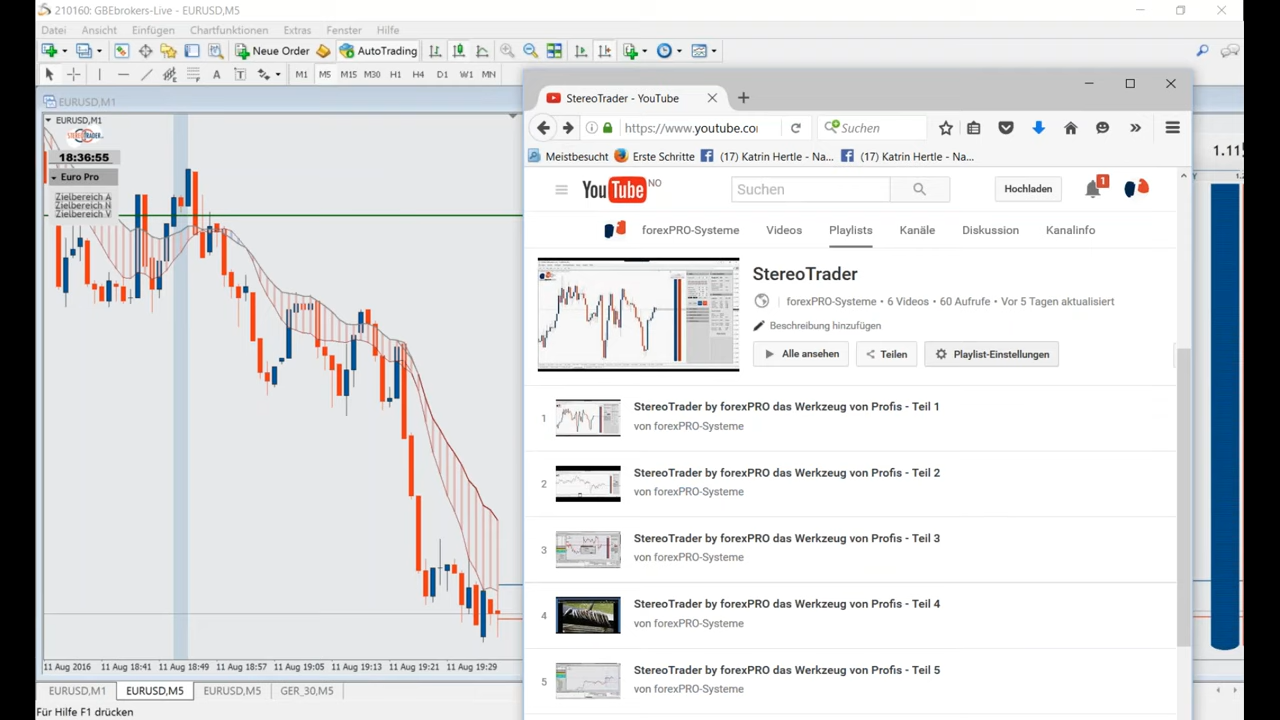 210160: GBEbrokers-Live - EURUSD,M5
Datei Ansicht Einfügen Chartfunktionen Extras Fenster Hilfe
New Order AutoTrading
A T M1 M5 M15 M30 H1 H4 D1 W1 MN
EURUSD,M1
EURUSD,M1
STEREOTRADER
18:36:55
Euro Pro
Zielbereich A
Zielbereich N
Zielbereich V
11 Aug 2016 11 Aug 18:41 11 Aug 18:49 11 Aug 18:57 11 Aug 19:05 11 Aug 19:13 11 Aug 19:21 11 Aug 19:29
EURUSD,M1 EURUSD,M5 EURUSD,M5 GER_30,M5
Für Hilfe F1 drücken
StereoTrader - YouTube
https://www.youtube.co Suchen
Meistbesucht Erste Schritte (17) Katrin Hertle - Na... (17) Katrin Hertle - Na...
YouTube NO Suchen Hochladen 1
forexPRO-Systeme Videos Playlists Kanäle Diskussion Kanalinfo
StereoTrader
forexPRO-Systeme • 6 Videos • 60 Aufrufe • Vor 5 Tagen aktualisiert
Beschreibung hinzufügen
Alle ansehen Teilen Playlist-Einstellungen
1 StereoTrader by forexPRO das Werkzeug von Profis - Teil 1
von forexPRO-Systeme
2 StereoTrader by forexPRO das Werkzeug von Profis - Teil 2
von forexPRO-Systeme
3 StereoTrader by forexPRO das Werkzeug von Profis - Teil 3
von forexPRO-Systeme
4 StereoTrader by forexPRO das Werkzeug von Profis - Teil 4
von forexPRO-Systeme
5 StereoTrader by forexPRO das Werkzeug von Profis - Teil 5
von forexPRO-Systeme